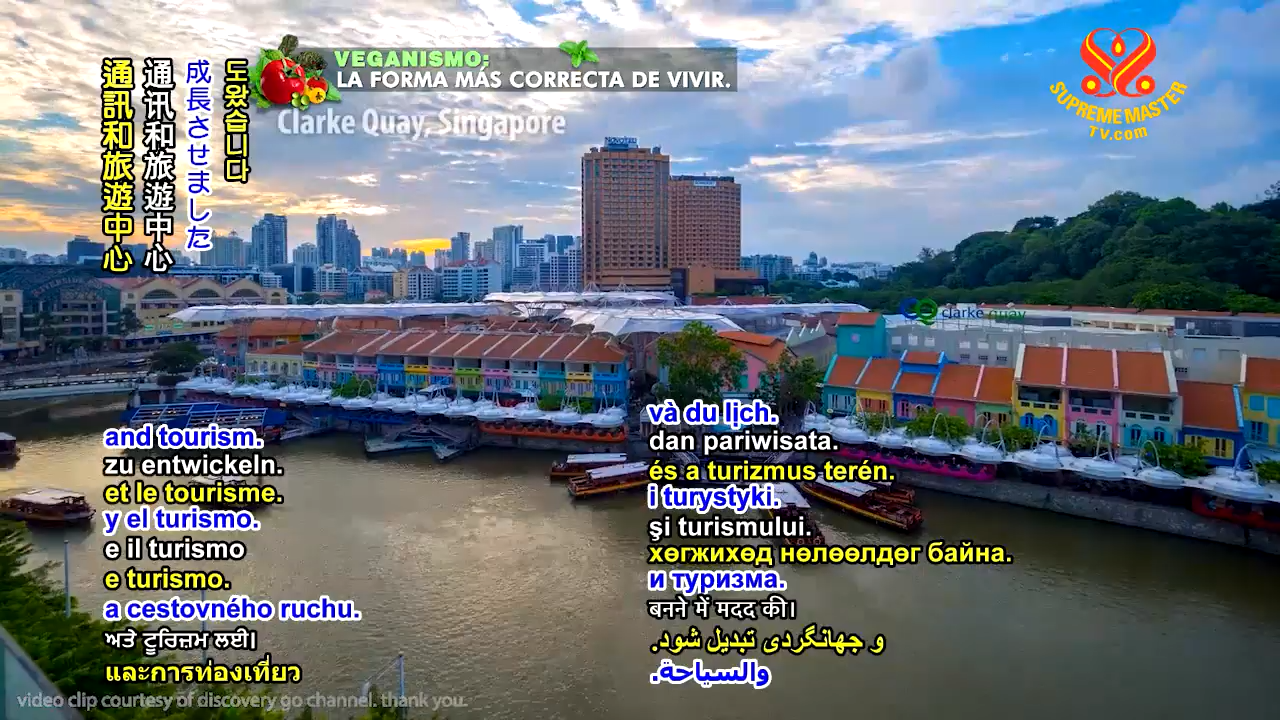 VEGANISMO:
LA FORMA MÁS CORRECTA DE VIVIR.
Clarke Quay, Singapore
SUPREME MASTER
TV.com
도왔습니다
成長させました
通讯和旅遊中心
通訊和旅遊中心
clarke quay
and tourism.
zu entwickeln.
et le tourisme.
y el turismo.
e il turismo
e turismo.
a cestovného ruchu.
ਅਤੇ ਟੂਰਿਜ਼ਮ ਲਈ।
และการท่องเที่ยว
và du lịch.
dan pariwisata.
és a turizmus terén.
i turystyki.
şi turismului.
хөгжихөд нөлөөлдөг байна.
и туризма.
बनने में मदद की।
و جهانگردی تبدیل شود.
والسياحة.
video clip courtesy of discovery go channel. thank you.